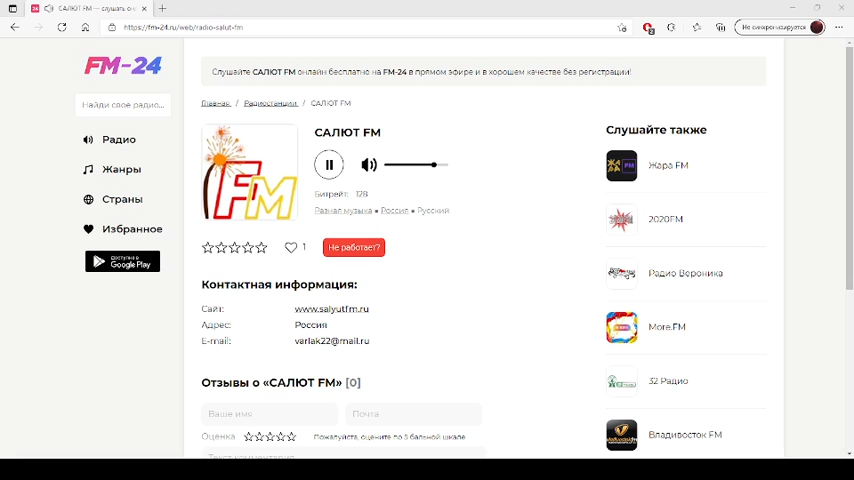 САЛЮТ FM — слушать о
https://fm-24.ru/web/radio-salut-fm
Не синхронизируется
FM-24
Найди свое радио...
Радио
Жанры
Страны
Избранное
ДОСТУПНО В
Google Play
Слушайте САЛЮТ FM онлайн бесплатно на FM-24 в прямом эфире и в хорошем качестве без регистрации!
Главная / Радиостанции / САЛЮТ FM
FM
САЛЮТ FM
Битрейт: 128
Разная музыка • Россия • Русский
1
Не работает?
Контактная информация:
Сайт: www.salyutfm.ru
Адрес: Россия
E-mail: varlak22@mail.ru
Отзывы о «САЛЮТ FM» [0]
Ваше имя
Почта
Оценка
Пожалуйста, оцените по 5 бальной шкале
Текст комментария
Слушайте также
Жара FM
2020FM
Радио Вероника
More.FM
32 Радио
Владивосток FM